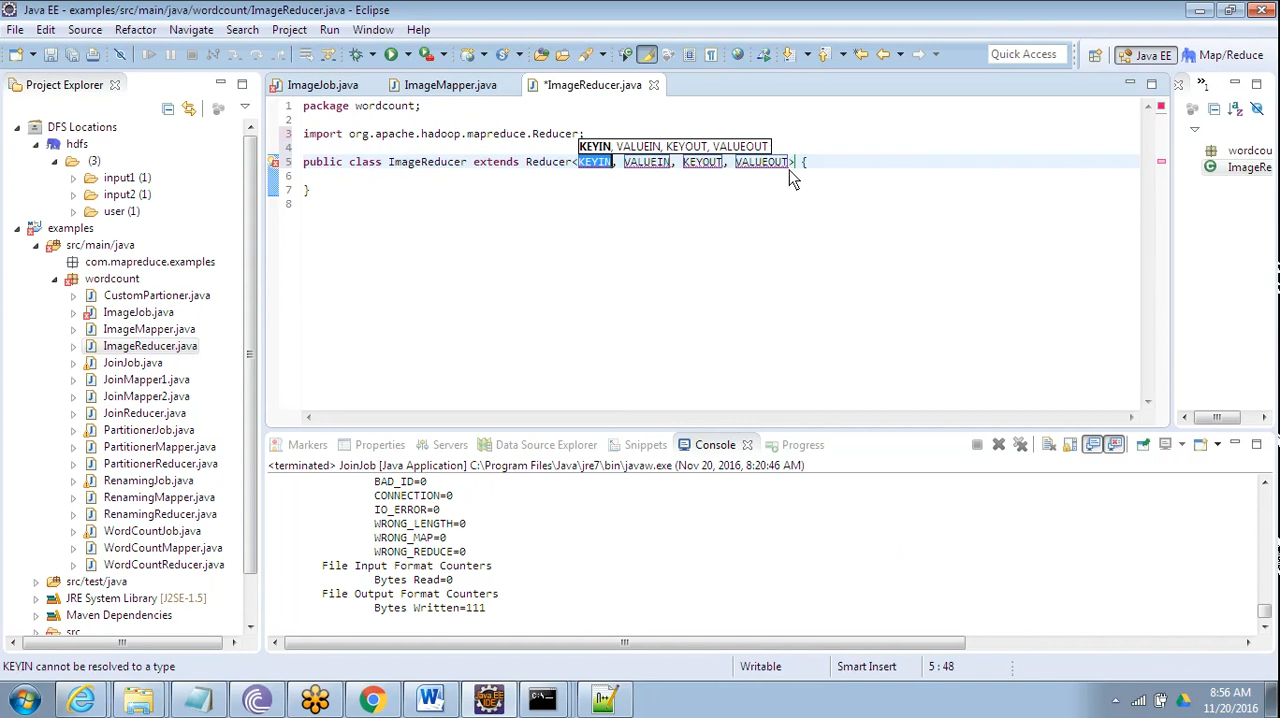 Java EE - examples/src/main/java/wordcount/ImageReducer.java - Eclipse
File Edit Source Refactor Navigate Search Project Run Window Help
Quick Access Java EE Map/Reduce
Project Explorer
ImageJob.java ImageMapper.java *ImageReducer.java
DFS Locations
hdfs
(3)
input1 (1)
input2 (1)
user (1)
examples
src/main/java
com.mapreduce.examples
wordcount
CustomPartioner.java
ImageJob.java
ImageMapper.java
ImageReducer.java
JoinJob.java
JoinMapper1.java
JoinMapper2.java
JoinReducer.java
PartitionerJob.java
PartitionerMapper.java
PartitionerReducer.java
RenamingJob.java
RenamingMapper.java
RenamingReducer.java
WordCountJob.java
WordCountMapper.java
WordCountReducer.java
src/test/java
JRE System Library [J2SE-1.5]
Maven Dependencies
src
1 package wordcount;
2
3 import org.apache.hadoop.mapreduce.Reducer;
4
KEYIN, VALUEIN, KEYOUT, VALUEOUT
5 public class ImageReducer extends Reducer<KEYIN, VALUEIN, KEYOUT, VALUEOUT> {
6
7 }
8
1
wordcou
ImageRe
Markers Properties Servers Data Source Explorer Snippets Console Progress
<terminated> JoinJob [Java Application] C:\Program Files\Java\jre7\bin\javaw.exe (Nov 20, 2016, 8:20:46 AM)
BAD_ID=0
CONNECTION=0
IO_ERROR=0
WRONG_LENGTH=0
WRONG_MAP=0
WRONG_REDUCE=0
File Input Format Counters
Bytes Read=0
File Output Format Counters
Bytes Written=111
KEYIN cannot be resolved to a type
Writable
Smart Insert
5 : 48
8:56 AM
11/20/2016